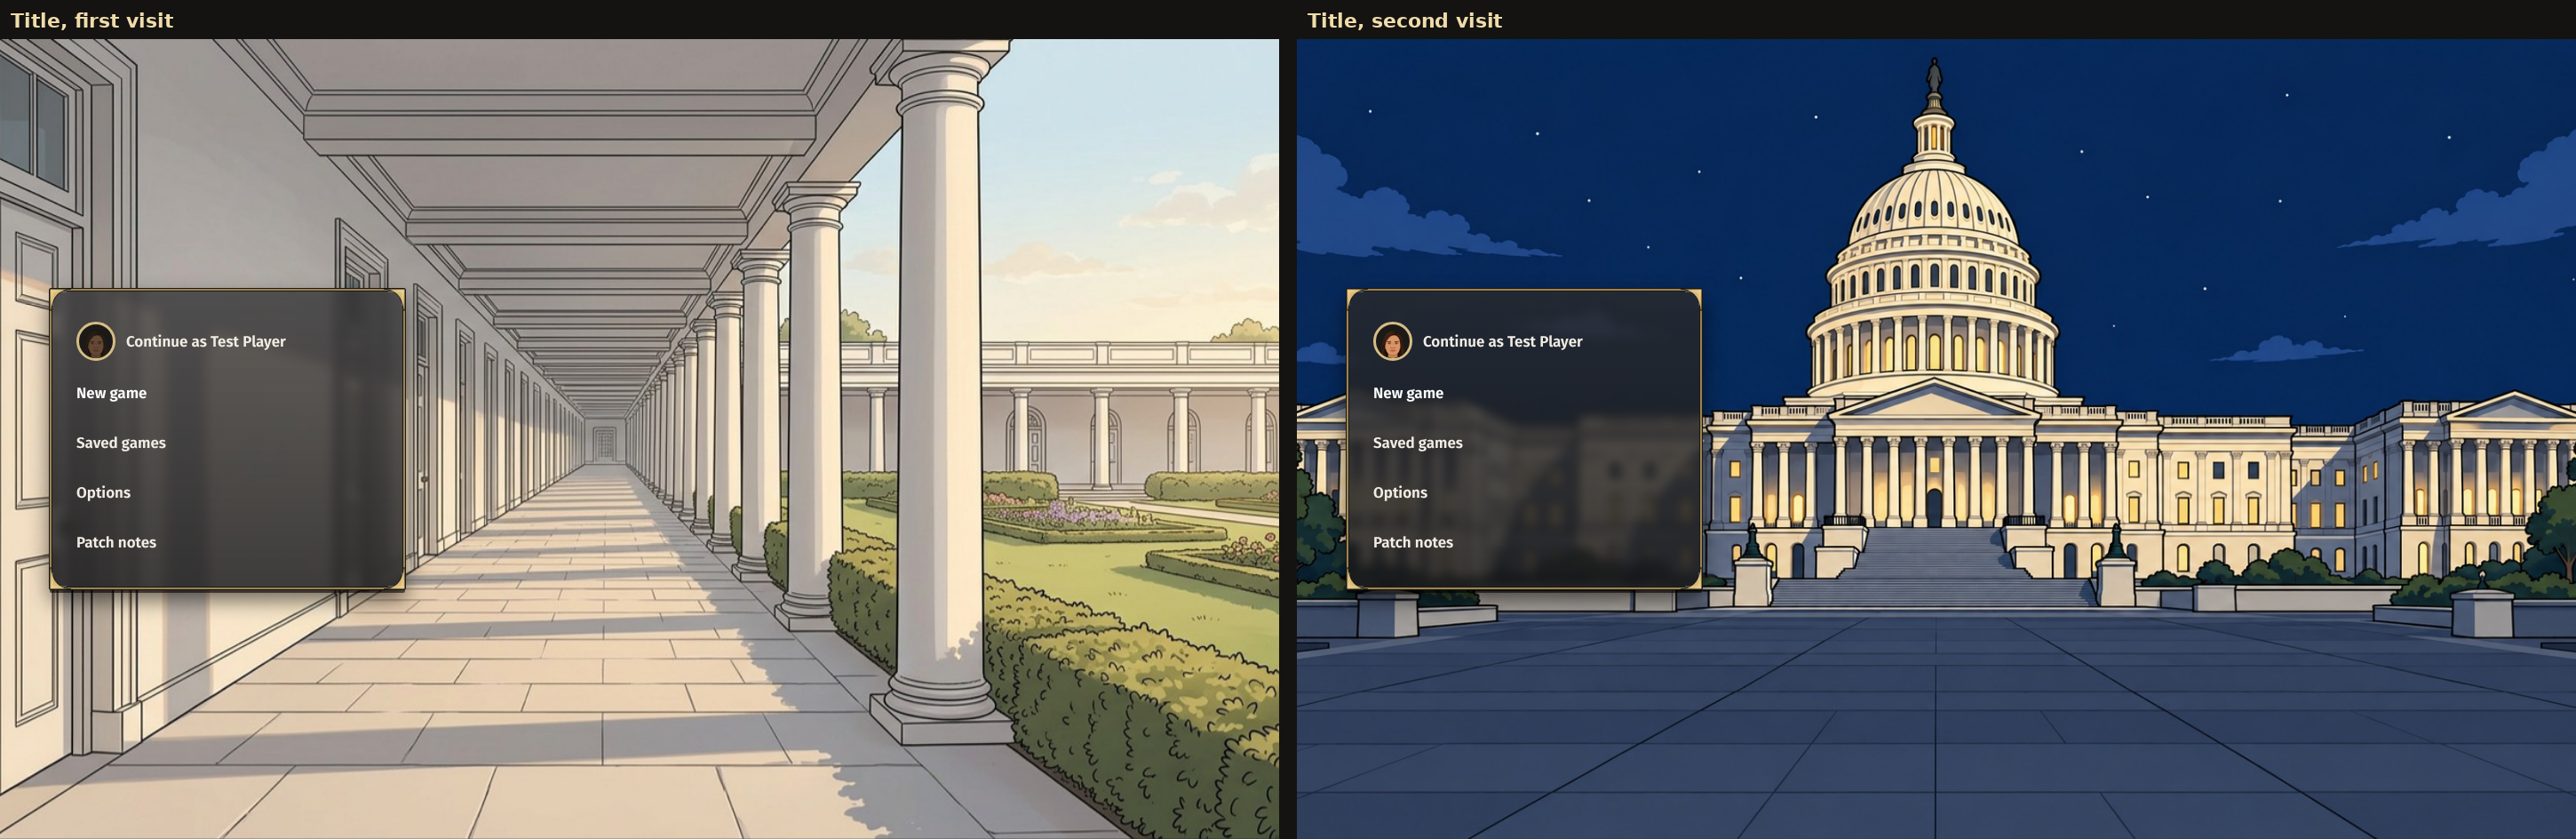 Title, first visit
Continue as Test Player
New game
Saved games
Options
Patch notes
Title, second visit
Continue as Test Player
New game
Saved games
Options
Patch notes